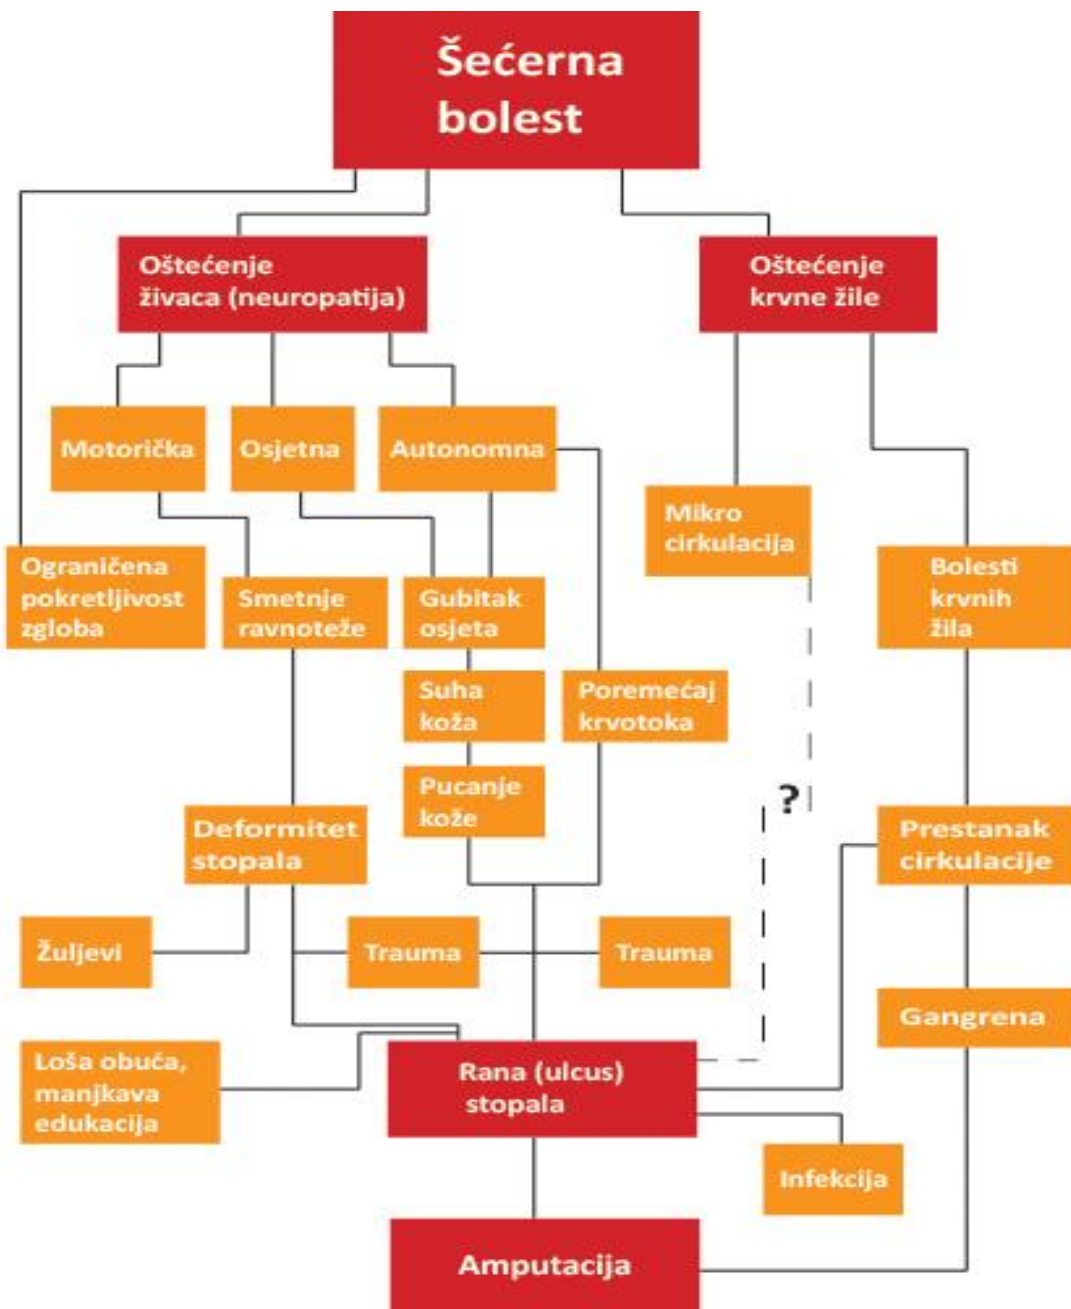 Šećerna
bolest
Oštećenje
živaca (neuropatija)
Oštećenje
krvne žile
Motorička
Osjetna
Autonomna
Mikro
cirkulacija
Ograničena
pokretljivost
zgloba
Smetnje
ravnoteže
Gubitak
osjeta
Bolesti
krvnih
žila
Suha
koža
Poremećaj
krvotoka
Pucanje
kože
?
Deformitet
stopala
Prestanak
cirkulacije
Žuljevi
Trauma
Trauma
Gangrena
Loša obuća,
manjkava
edukacija
Rana (ulcus)
stopala
Infekcija
Amputacija